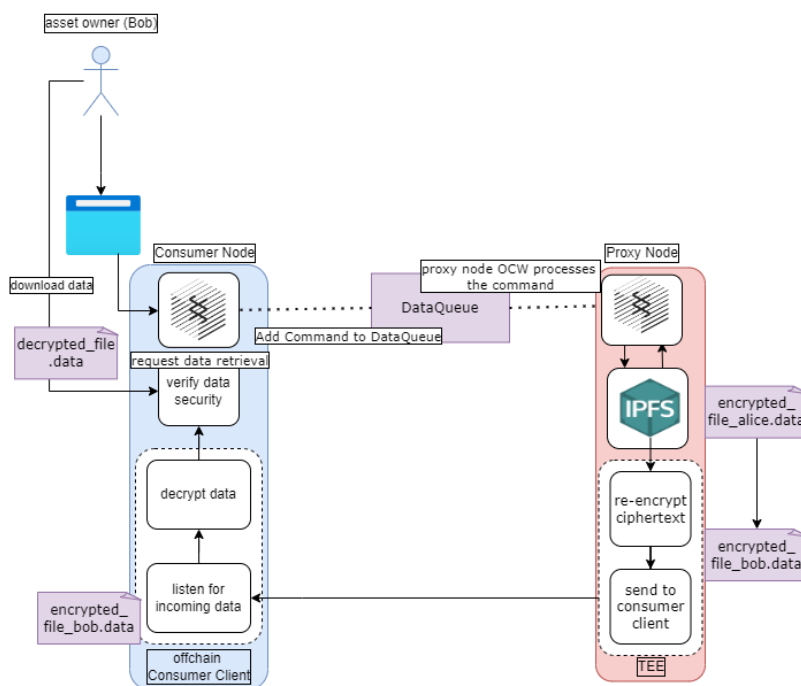 asset owner (Bob)
Consumer Node
Proxy Node
proxy node OCW processes
the command
DataQueue
Add Command to DataQueue
download data
decrypted_file
.data
request data retrieval
verify data
security
IPFS
encrypted_
file_alice.data
decrypt data
re-encrypt
ciphertext
encrypted_
file_bob.data
listen for
incoming data
send to
consumer
client
encrypted_
file_bob.data
offchain
Consumer Client
TEE